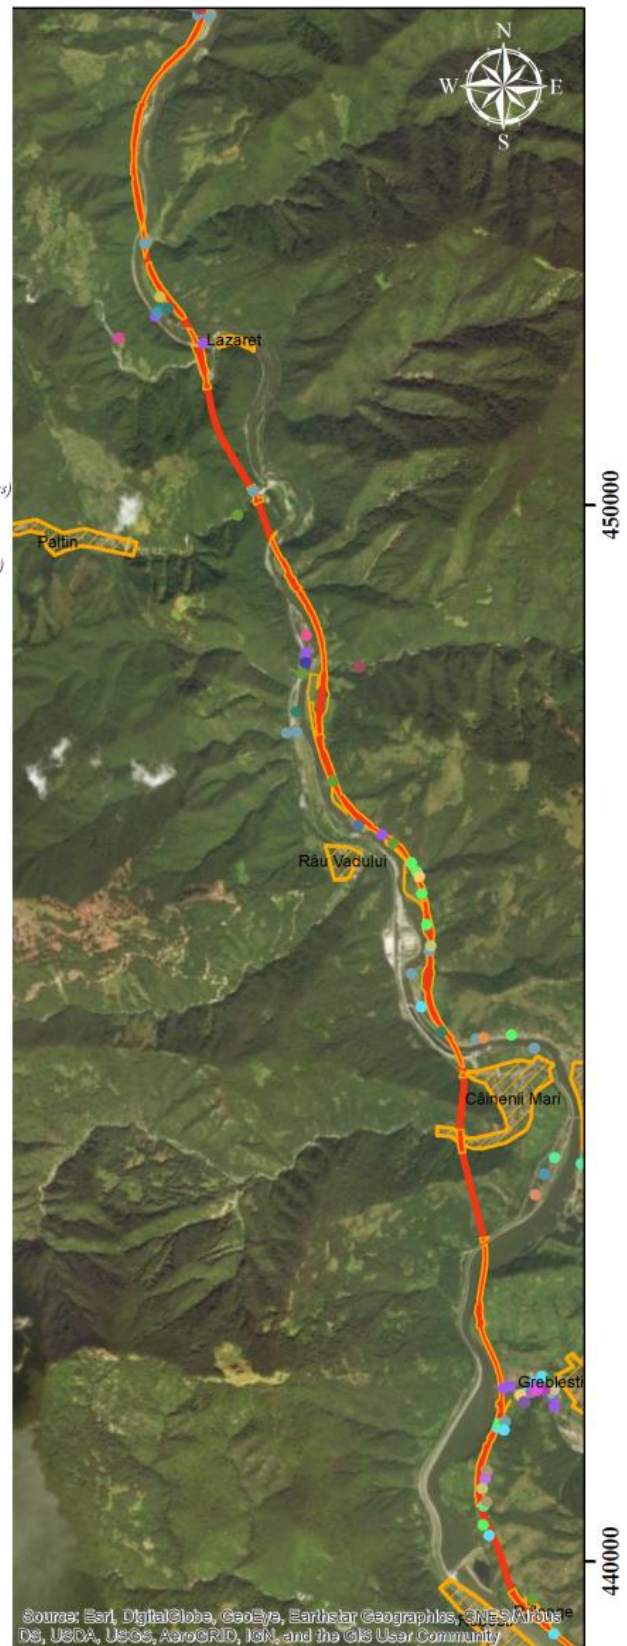 N
W E
S
Lazaret
s)
450000
Paltin
)
Râu Vadului
Câinenii Mari
Greblesti
440000
Source: Esri, DigitalGlobe, GeoEye, Earthstar Geographics, CNES/Airbus
DS, USDA, USGS, AeroGRID, IGN, and the GIS User Community